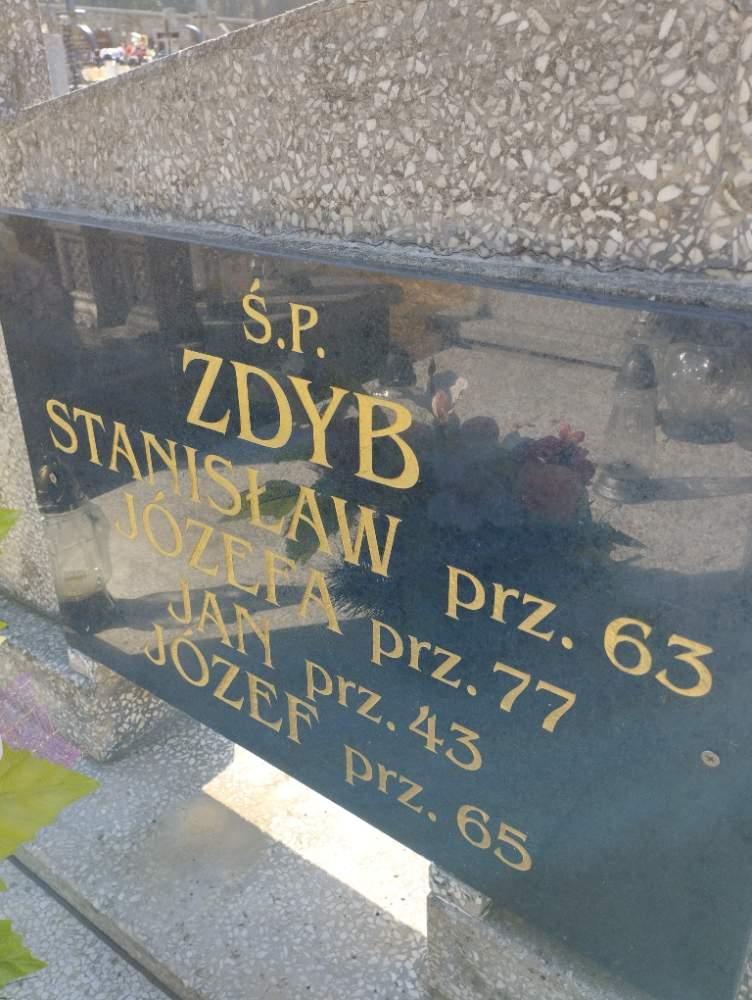 Ś.P.
ZDYB
STANISŁAW prz. 63
JÓZEFA prz. 77
JAN prz. 43
JÓZEF prz. 65